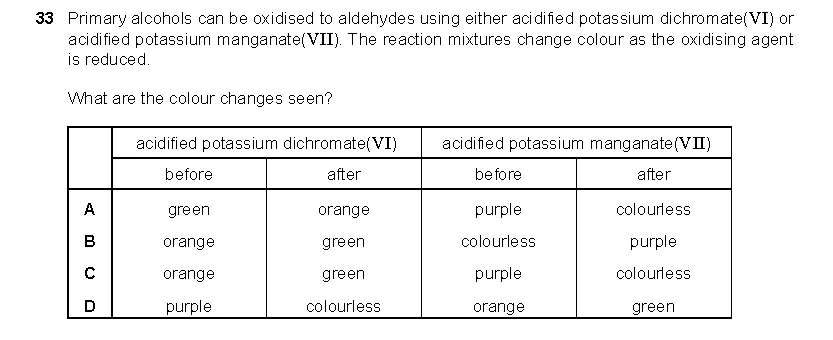 33 Primary alcohols can be oxidised to aldehydes using either acidified potassium dichromate(VI) or
acidified potassium manganate(VII). The reaction mixtures change colour as the oxidising agent
is reduced.
What are the colour changes seen?
acidified potassium dichromate(VI) acidified potassium manganate(VII)
before after before after
A green orange purple colourless
B orange green colourless purple
C orange green purple colourless
D purple colourless orange green